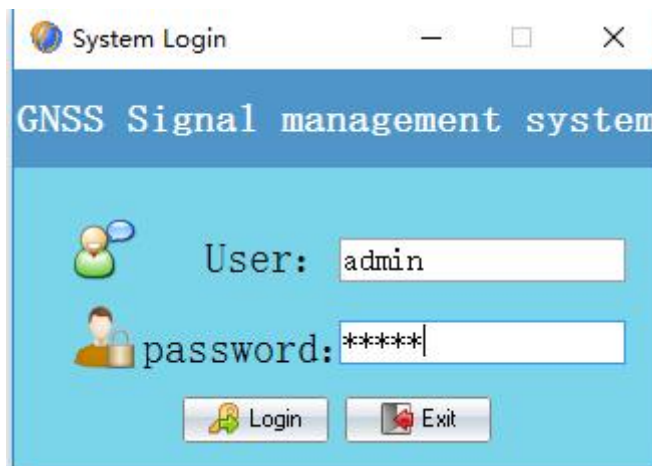 System Login
GNSS Signal management system
User: admin
password: *****
Login Exit